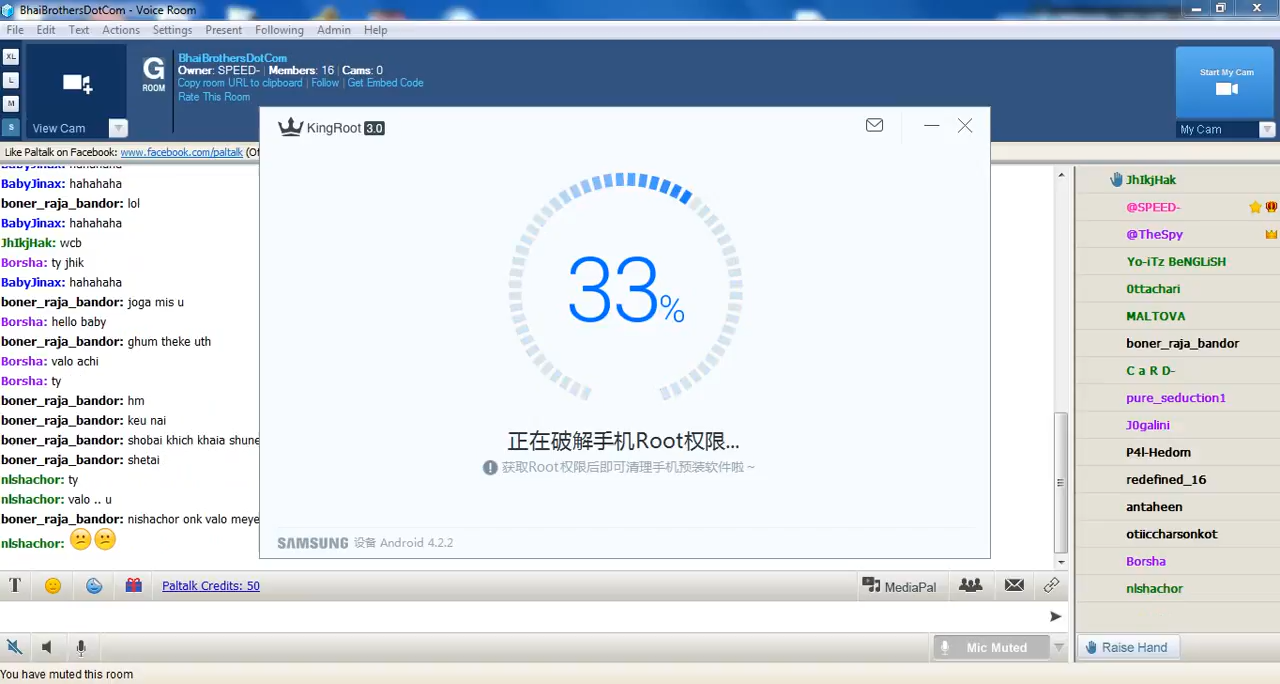 BhaiBrothersDotCom - Voice Room
File Edit Text Actions Settings Present Following Admin Help
XL
L
M
S
View Cam
G
ROOM
BhaiBrothersDotCom
Owner: SPEED- | Members: 16 | Cams: 0
Copy room URL to clipboard | Follow | Get Embed Code
Rate This Room
Start My Cam
My Cam
Like Paltalk on Facebook: www.facebook.com/paltalk
BabyJinax: hahahaha
BabyJinax: hahahaha
boner_raja_bandor: lol
BabyJinax: hahahaha
JhIkjHak: wcb
Borsha: ty jhik
BabyJinax: hahahaha
boner_raja_bandor: joga mis u
Borsha: hello baby
boner_raja_bandor: ghum theke uth
Borsha: valo achi
Borsha: ty
boner_raja_bandor: hm
boner_raja_bandor: keu nai
boner_raja_bandor: shobai khich khaia shune
boner_raja_bandor: shetai
nIshachor: ty
nIshachor: valo .. u
boner_raja_bandor: nishachor onk valo meye
nIshachor:
KingRoot 3.0
33%
正在破解手机Root权限...
获取Root权限后即可清理手机预装软件啦~
SAMSUNG 设备 Android 4.2.2
JhIkjHak
@SPEED-
@TheSpy
Yo-iTz BeNGLiSH
0ttachari
MALTOVA
boner_raja_bandor
C a R D-
pure_seduction1
J0galini
P4l-Hedom
redefined_16
antaheen
otiiccharsonkot
Borsha
nIshachor
T
Paltalk Credits: 50
MediaPal
Mic Muted
Raise Hand
You have muted this room